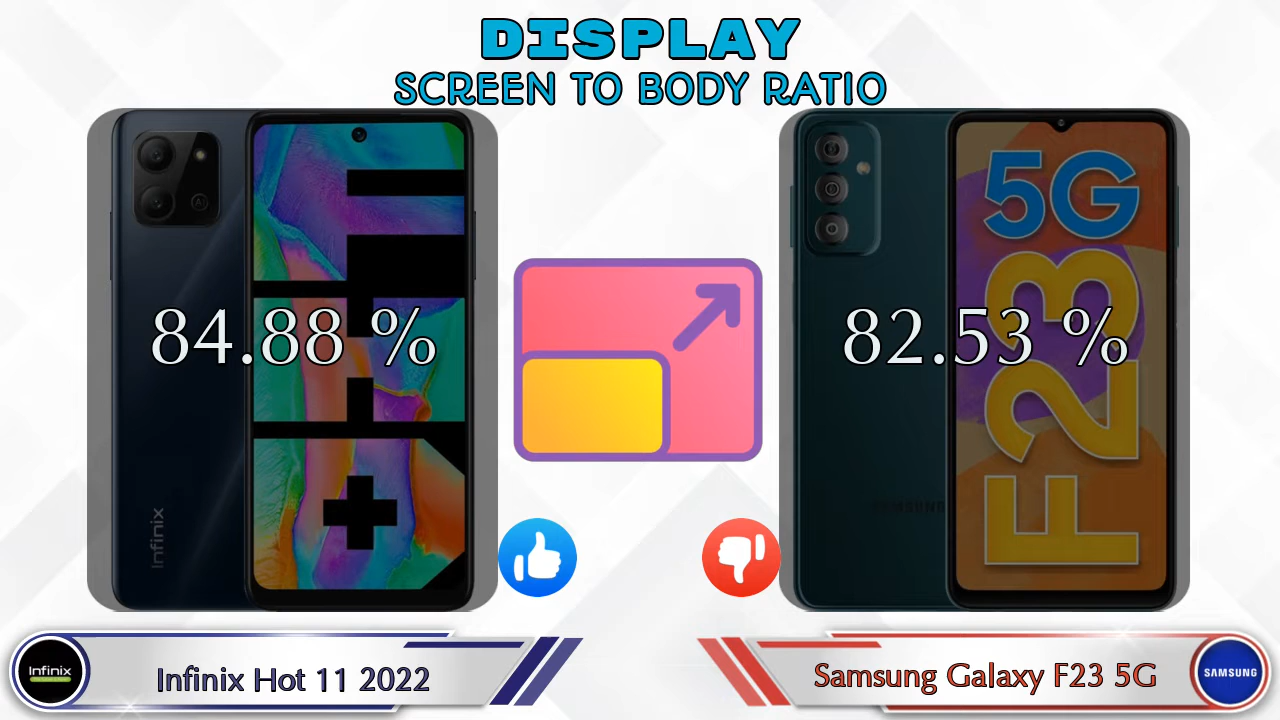 DISPLAY
SCREEN TO BODY RATIO
84.88 %
82.53 %
5G
F23
AI
Infinix
SAMSUNG
Infinix
Infinix Hot 11 2022
Samsung Galaxy F23 5G
SAMSUNG